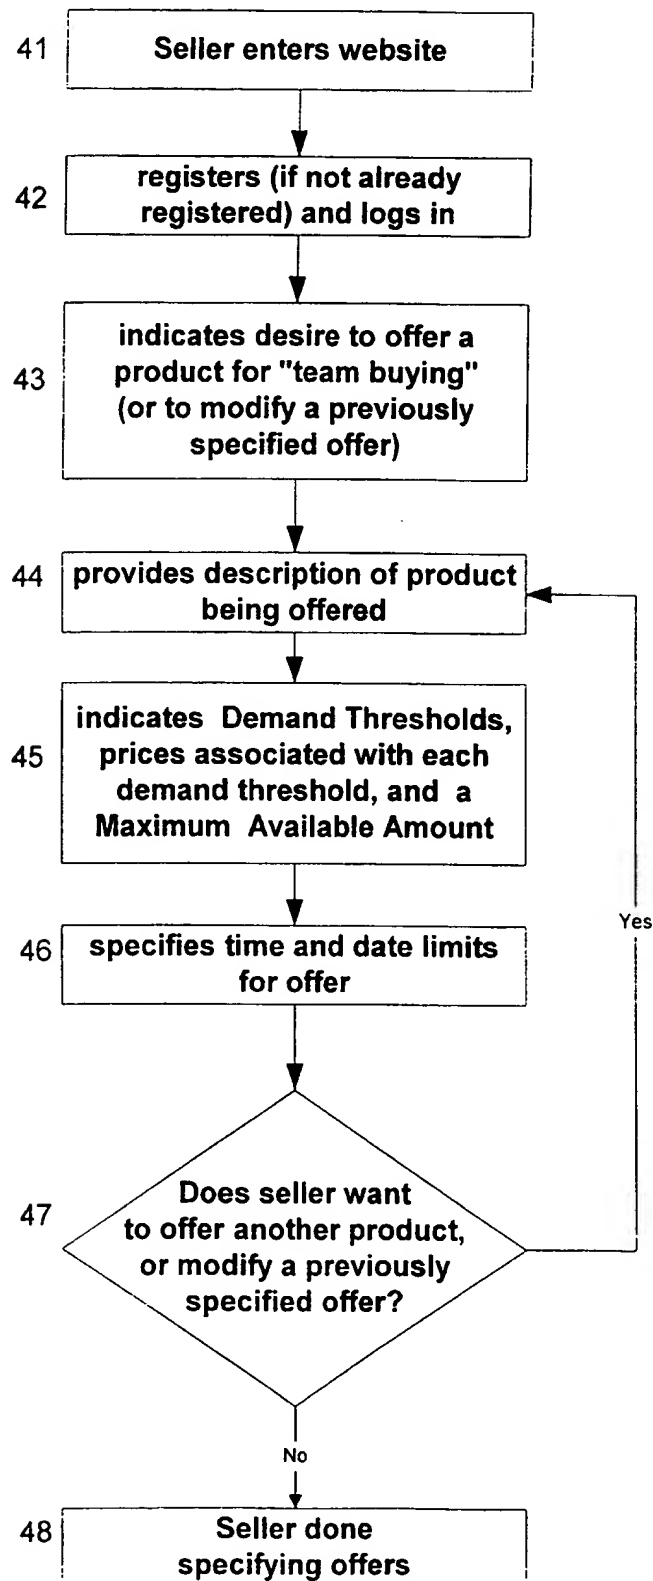 41
Seller enters website
42
registers (if not already
registered) and logs in
43
indicates desire to offer a
product for "team buying"
(or to modify a previously
specified offer)
44
provides description of product
being offered
45
indicates Demand Thresholds,
prices associated with each
demand threshold, and a
Maximum Available Amount
46
specifies time and date limits
for offer
Yes
47
Does seller want
to offer another product,
or modify a previously
specified offer?
No
48
Seller done
specifying offers